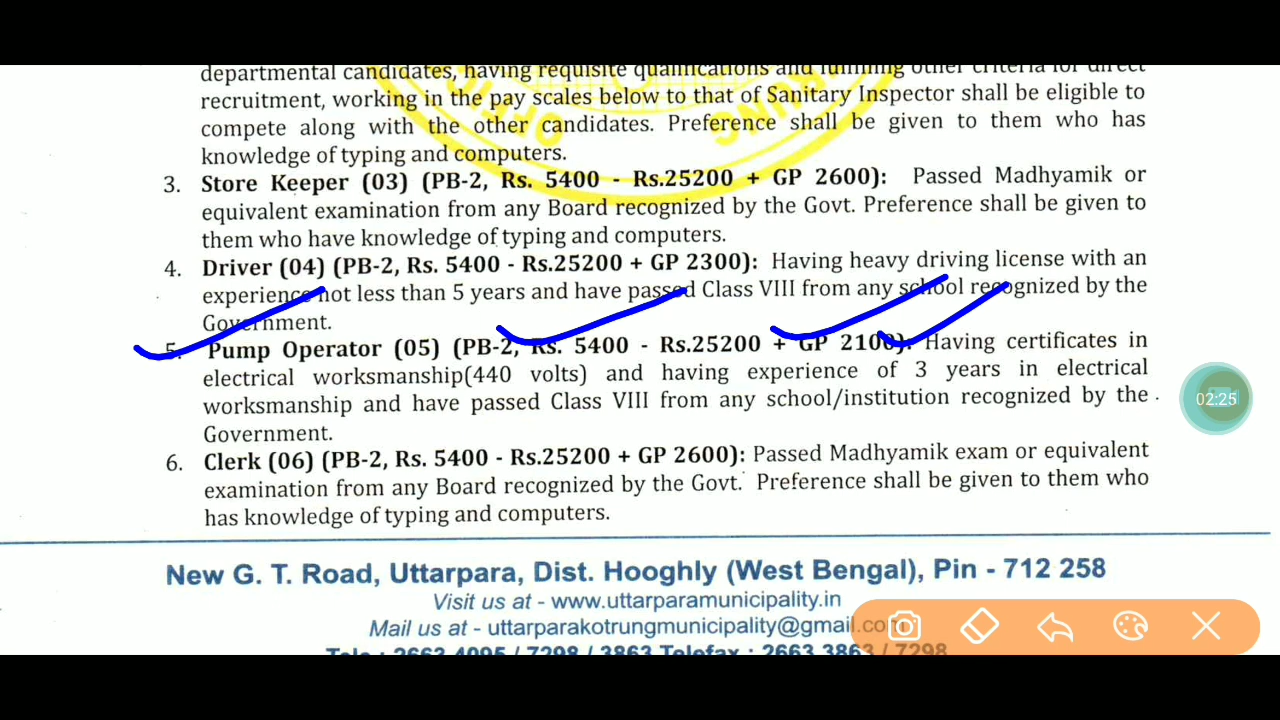 departmental candidates, having requisite qualifications and fulfilling other criteria for direct
recruitment, working in the pay scales below to that of Sanitary Inspector shall be eligible to
compete along with the other candidates. Preference shall be given to them who has
knowledge of typing and computers.
3. Store Keeper (03) (PB-2, Rs. 5400 - Rs.25200 + GP 2600): Passed Madhyamik or
equivalent examination from any Board recognized by the Govt. Preference shall be given to
them who have knowledge of typing and computers.
4. Driver (04) (PB-2, Rs. 5400 - Rs.25200 + GP 2300): Having heavy driving license with an
experience not less than 5 years and have passed Class VIII from any school recognized by the
Government.
5. Pump Operator (05) (PB-2, Rs. 5400 - Rs.25200 + GP 2100): Having certificates in
electrical worksmanship(440 volts) and having experience of 3 years in electrical
worksmanship and have passed Class VIII from any school/institution recognized by the
Government.
6. Clerk (06) (PB-2, Rs. 5400 - Rs.25200 + GP 2600): Passed Madhyamik exam or equivalent
examination from any Board recognized by the Govt. Preference shall be given to them who
has knowledge of typing and computers.
New G. T. Road, Uttarpara, Dist. Hooghly (West Bengal), Pin - 712 258
Visit us at - www.uttarparamunicipality.in
Mail us at - uttarparakotrungmunicipality@gmail.com
Tele : 2663 4095 / 7298 / 3863 Telefax : 2663 3863 / 7298
02:25